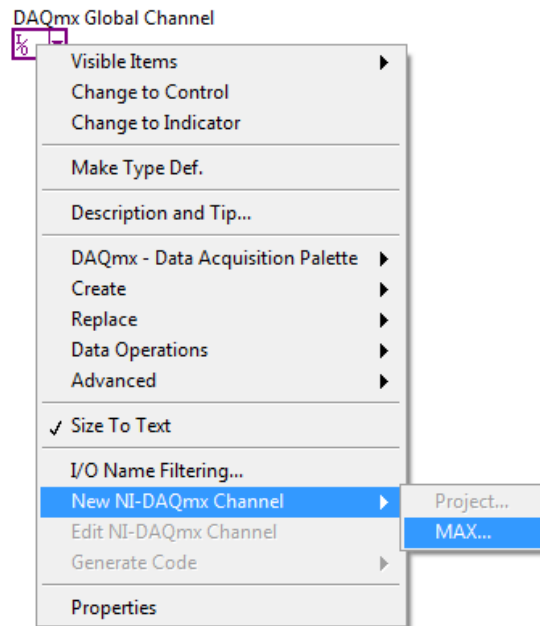 DAQmx Global Channel
I/O
Visible Items
Change to Control
Change to Indicator
Make Type Def.
Description and Tip...
DAQmx - Data Acquisition Palette
Create
Replace
Data Operations
Advanced
Size To Text
I/O Name Filtering...
New NI-DAQmx Channel
Project...
Edit NI-DAQmx Channel
MAX...
Generate Code
Properties